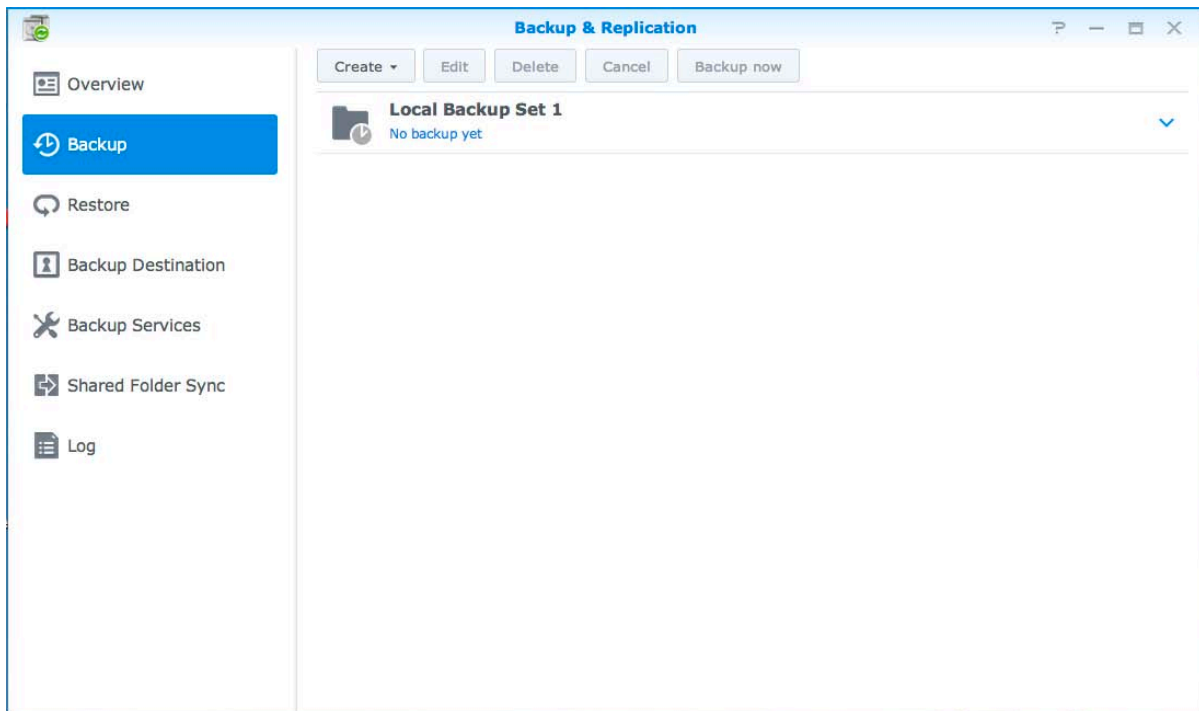 Backup & Replication
Overview
Backup
Restore
Backup Destination
Backup Services
Shared Folder Sync
Log
Create
Edit
Delete
Cancel
Backup now
Local Backup Set 1
No backup yet